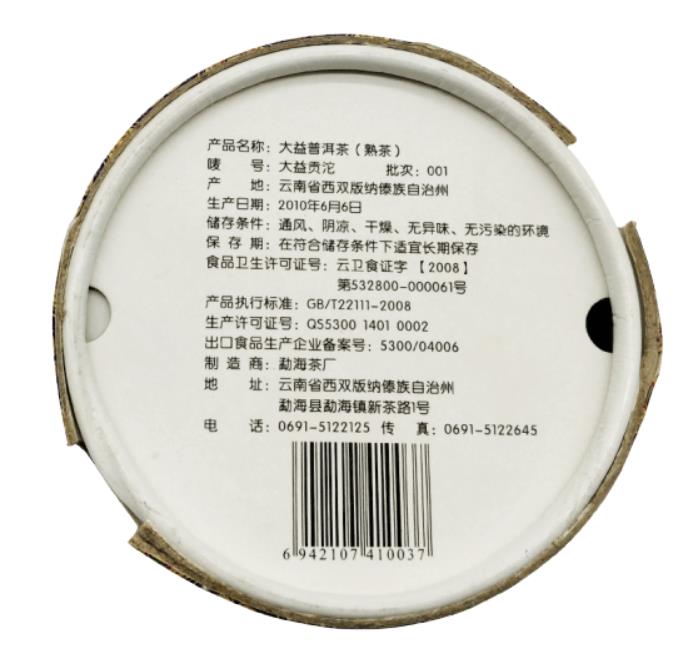 产品名称：大益普洱茶（熟茶）
唛 号：大益贡沱 批次：001
产 地：云南省西双版纳傣族自治州
生产日期：2010年6月6日
储存条件：通风、阴凉、干燥、无异味、无污染的环境
保 存 期：在符合储存条件下适宜长期保存
食品卫生许可证号：云卫食证字【2008】
第532800-000061号
产品执行标准：GB/T22111-2008
生产许可证号：QS5300 1401 0002
出口食品生产企业备案号：5300/04006
制 造 商：勐海茶厂
地 址：云南省西双版纳傣族自治州
勐海县勐海镇新茶路1号
电 话：0691-5122125 传 真：0691-5122645
6 942107 410037